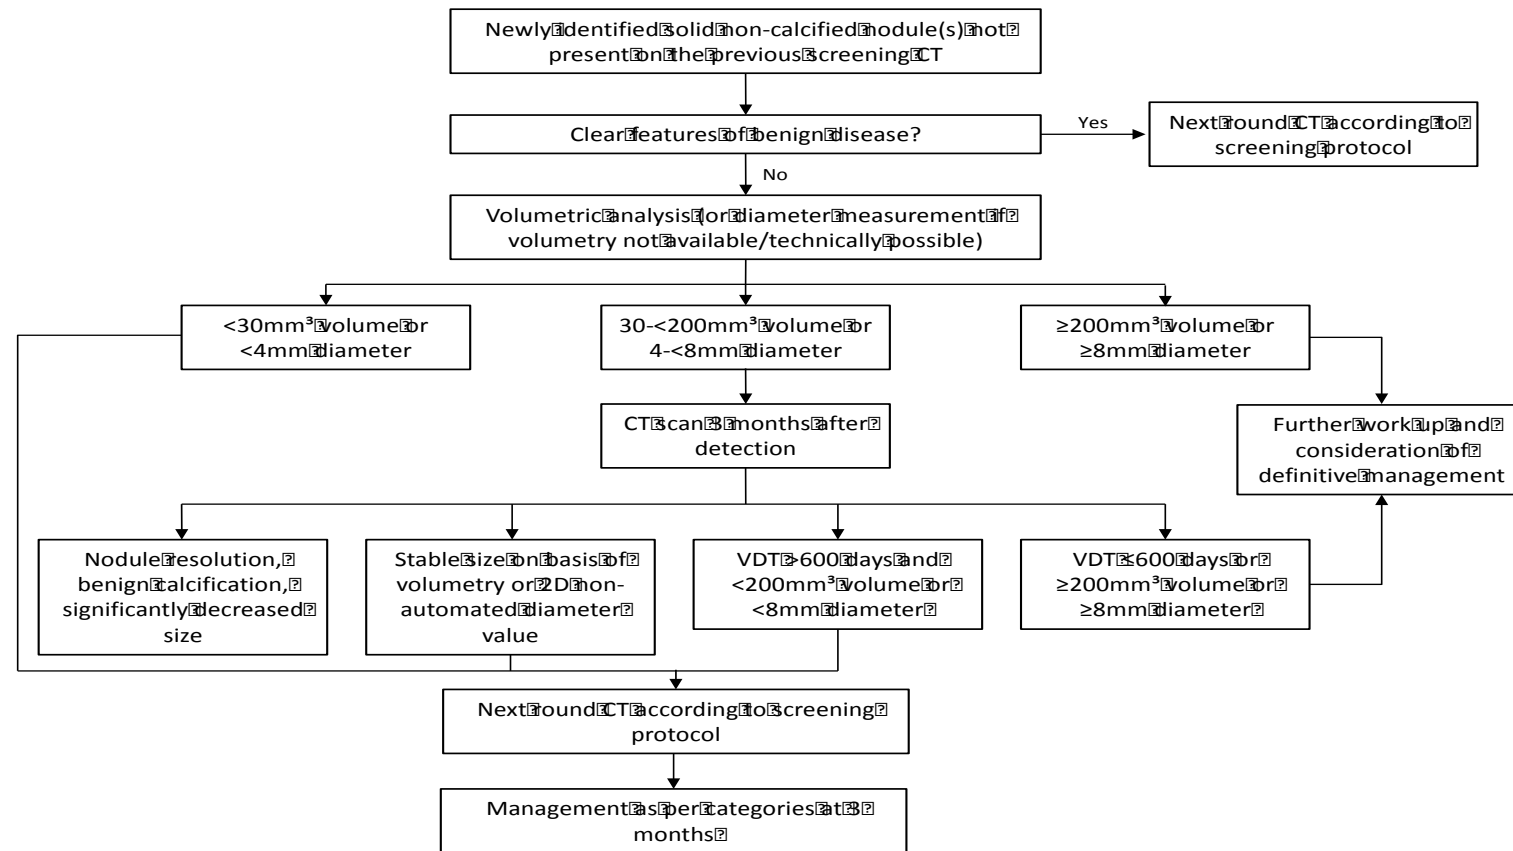 Newly identified solid non-calcified nodule(s) not
present on the previous screening CT
Clear features of benign disease?
Yes
Next round CT according to
screening protocol
No
Volumetric analysis (or diameter measurement if
volumetry not available/technically possible)
<30mm³ volume or
<4mm diameter
30-<200mm³ volume or
4-<8mm diameter
≥200mm³ volume or
≥8mm diameter
CT scan 3 months after
detection
Further work up and
consideration of
definitive management
Nodule resolution,
benign calcification,
significantly decreased
size
Stable size on basis of
volumetry or 2D non-
automated diameter
value
VDT >600 days and
<200mm³ volume or
<8mm diameter
VDT ≤600 days or
≥200mm³ volume or
≥8mm diameter
Next round CT according to screening
protocol
Management as per categories at 3
months